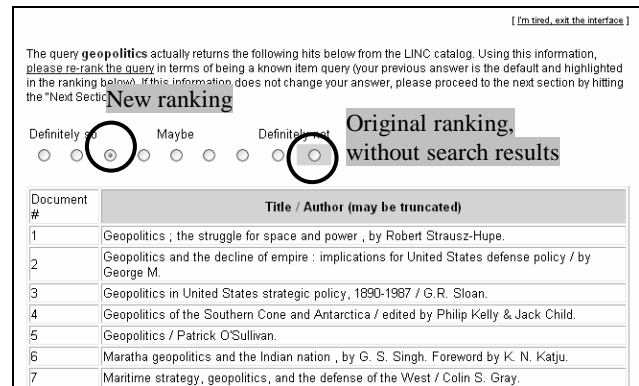 [ I'm tired, exit the interface ]
The query geopolitics actually returns the following hits below from the LINC catalog. Using this information,
please re-rank the query in terms of being a known item query (your previous answer is the default and highlighted
in the ranking below). If this information does not change your answer, please proceed to the next section by hitting
the "Next Sectio
New ranking
Definitely so Maybe Definitely not
Original ranking,
without search results
Document # Title / Author (may be truncated)
1 Geopolitics ; the struggle for space and power , by Robert Strausz-Hupe.
2 Geopolitics and the decline of empire : implications for United States defense policy / by
George M.
3 Geopolitics in United States strategic policy, 1890-1987 / G.R. Sloan.
4 Geopolitics of the Southern Cone and Antarctica / edited by Philip Kelly & Jack Child.
5 Geopolitics / Patrick O'Sullivan.
6 Maratha geopolitics and the Indian nation , by G. S. Singh. Foreword by K. N. Katju.
7 Maritime strategy, geopolitics, and the defense of the West / Colin S. Gray.